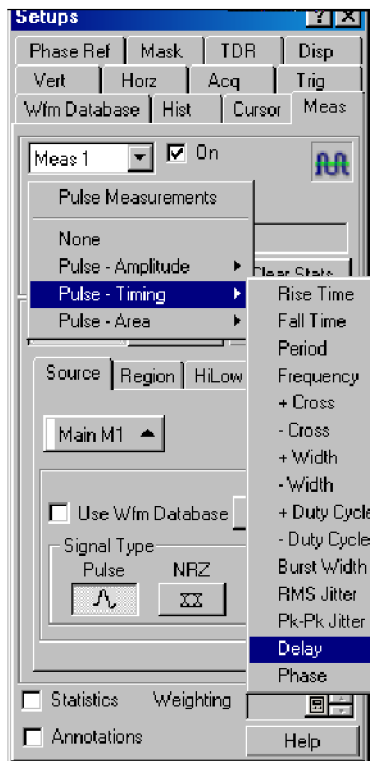 Setups ? X
Phase Ref Mask TDR Disp
Vert Horz Acq Trig
Wfm Database Hist Cursor Meas
Meas 1 On
Pulse Measurements
None
Pulse - Amplitude
Clear Stats
Pulse - Timing
Pulse - Area
Rise Time
Fall Time
Period
Frequency
+ Cross
- Cross
+ Width
- Width
+ Duty Cycle
- Duty Cycle
Burst Width
RMS Jitter
Pk-Pk Jitter
Delay
Phase
Source Region HiLow
Main M1
Use Wfm Database
Signal Type
Pulse NRZ
Statistics Weighting
Annotations
Help